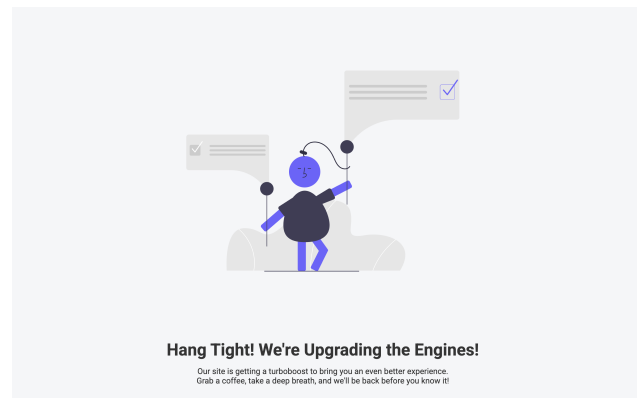 Hang Tight! We're Upgrading the Engines!
Our site is getting a turboboost to bring you an even better experience.
Grab a coffee, take a deep breath, and we'll be back before you know it!